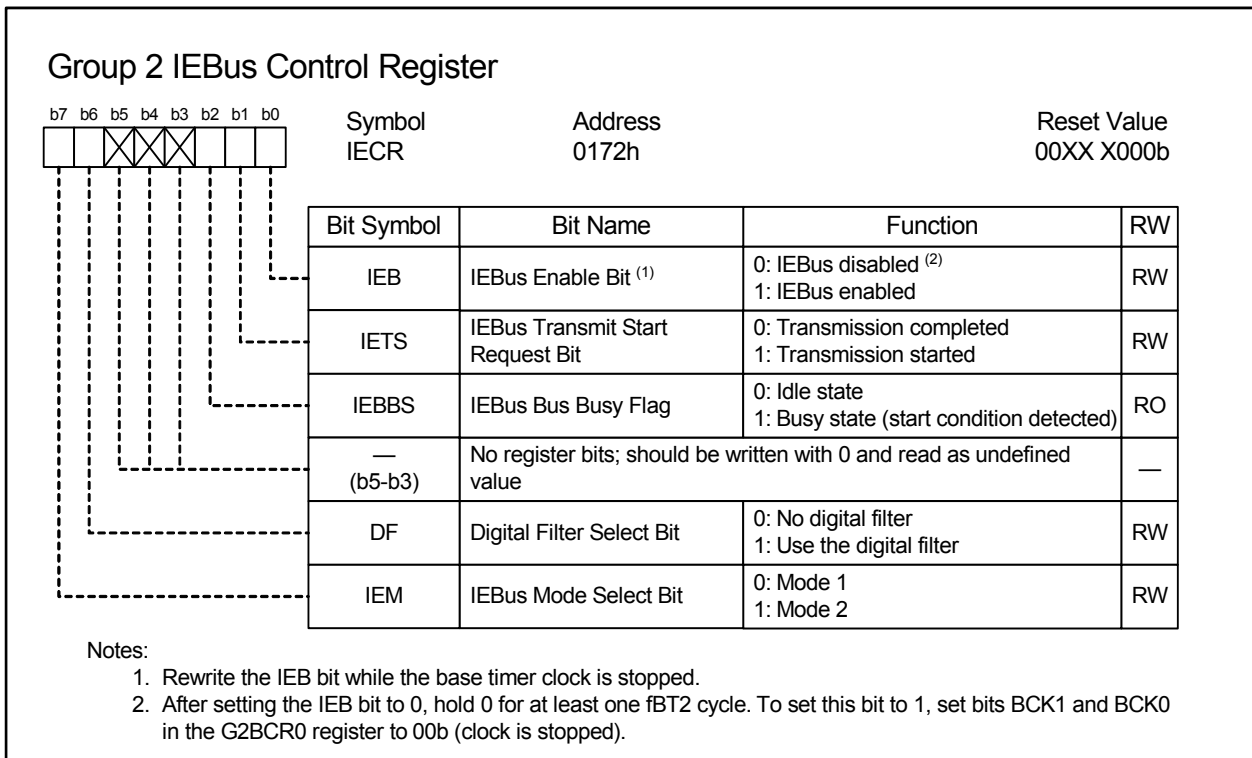 Group 2 IEBus Control Register
b7 b6 b5 b4 b3 b2 b1 b0
Symbol Address Reset Value
IECR 0172h 00XX X000b
Bit Symbol Bit Name Function RW
IEB IEBus Enable Bit (1) 0: IEBus disabled (2) RW
1: IEBus enabled
IETS IEBus Transmit Start Request Bit 0: Transmission completed RW
1: Transmission started
IEBBS IEBus Bus Busy Flag 0: Idle state RO
1: Busy state (start condition detected)
— (b5-b3) No register bits; should be written with 0 and read as undefined —
value
DF Digital Filter Select Bit 0: No digital filter RW
1: Use the digital filter
IEM IEBus Mode Select Bit 0: Mode 1 RW
1: Mode 2
Notes:
1. Rewrite the IEB bit while the base timer clock is stopped.
2. After setting the IEB bit to 0, hold 0 for at least one fBT2 cycle. To set this bit to 1, set bits BCK1 and BCK0
in the G2BCR0 register to 00b (clock is stopped).